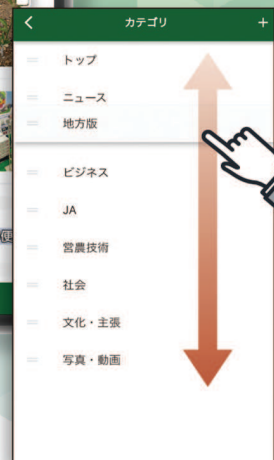 カテゴリ
トップ
ニュース
地方版
ビジネス
JA
営農技術
社会
文化・主張
写真・動画
便